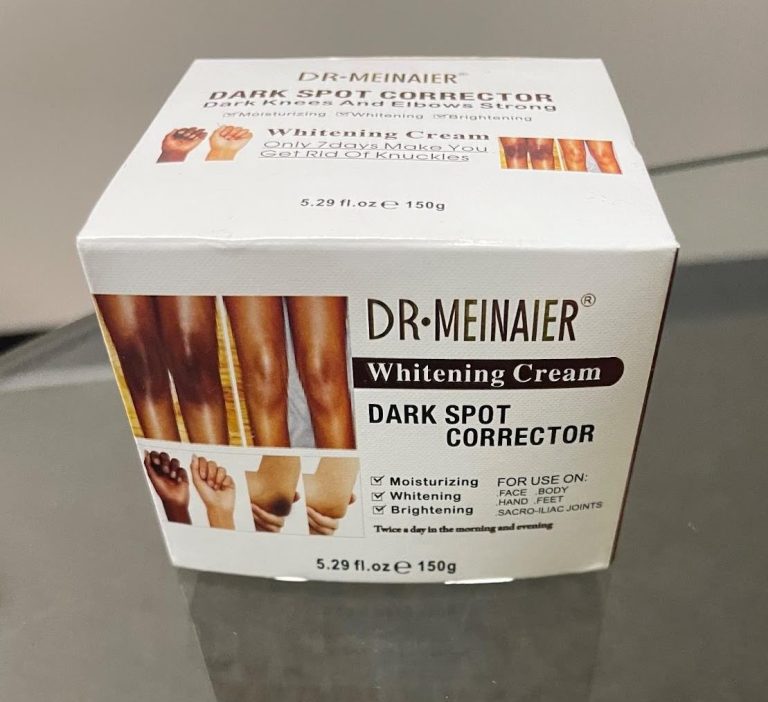 DR·MEINAIER®
DARK SPOT CORRECTOR
Dark Knees And Elbows Strong
Moisturizing Whitening Brightening
Whitening Cream
Only 7days Make You
Get Rid Of Knuckles
5.29 fl.oz ℮ 150g
DR·MEINAIER®
Whitening Cream
DARK SPOT
CORRECTOR
Moisturizing
Whitening
Brightening
FOR USE ON:
.FACE .BODY
.HAND .FEET
.SACRO-ILIAC JOINTS
Twice a day in the morning and evening
5.29 fl.oz ℮ 150g